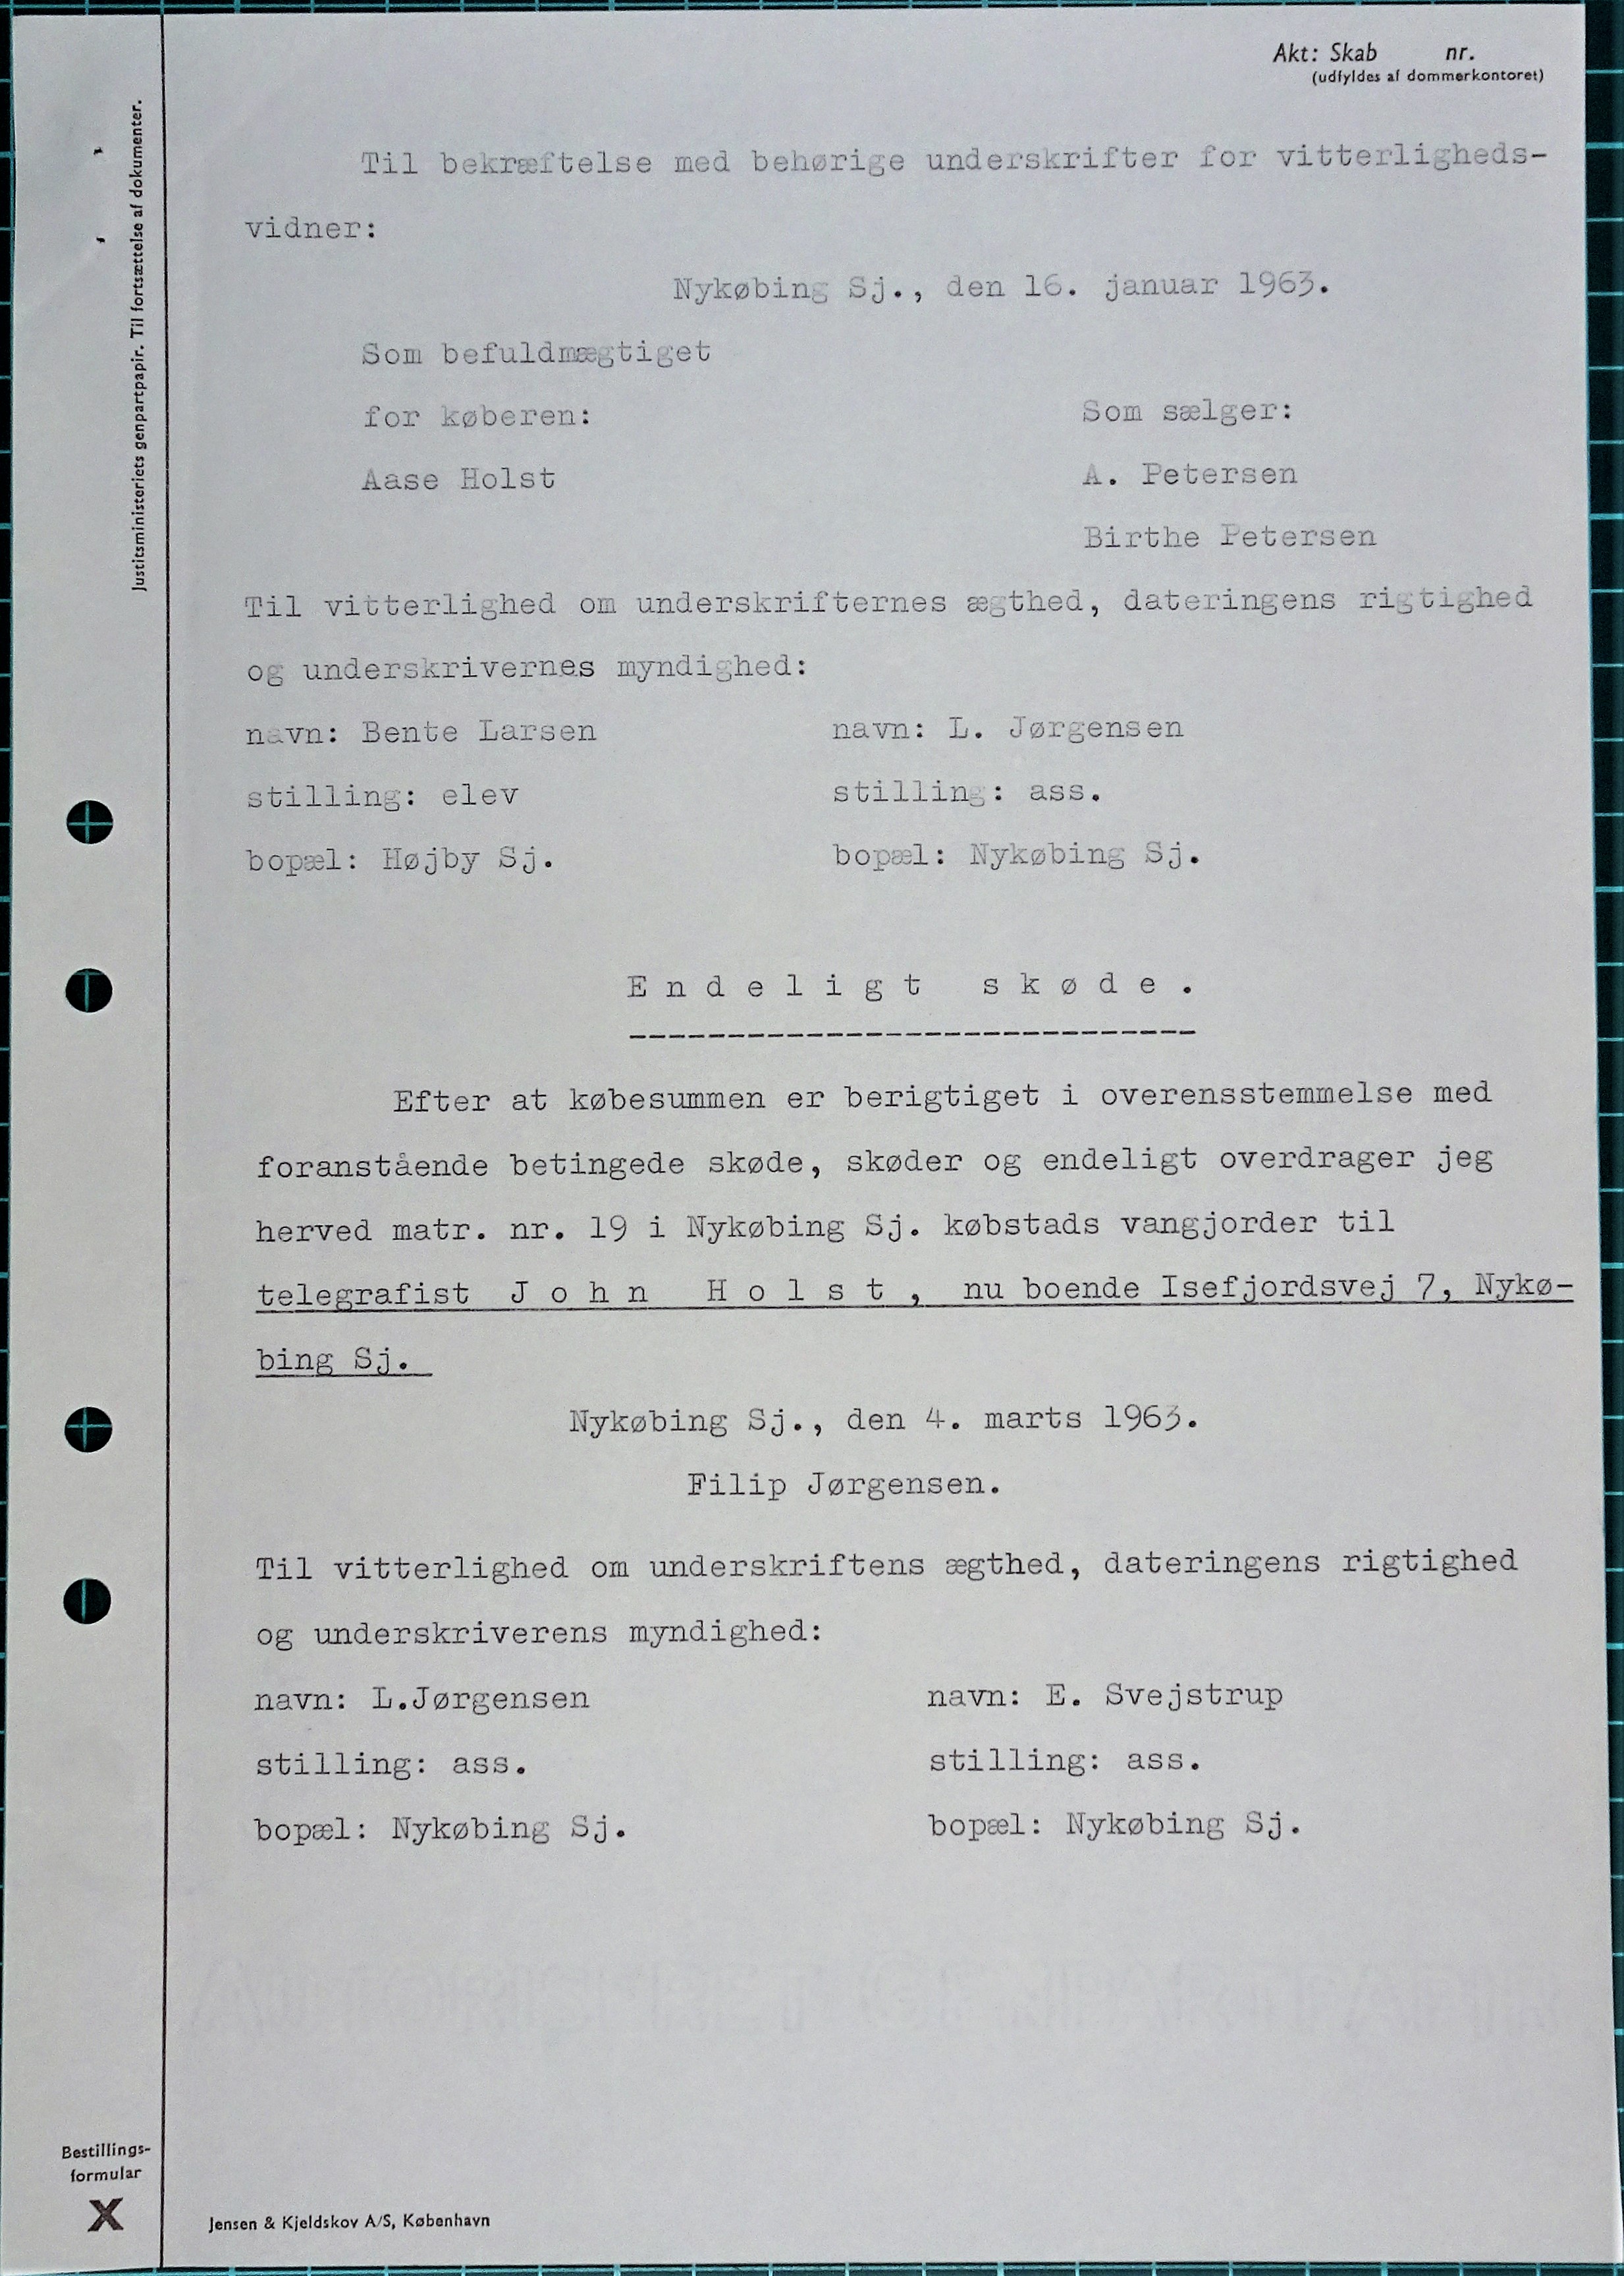 Akt: Skab nr.
(udfyldes af dommerkontoret)
Justitsministeriets genpartpapir. Til fortsættelse af dokumenter.
Til bekræftelse med behørige underskrifter for vitterligheds-
vidner:
Nykøbing Sj., den 16. januar 1963.
Som befuldmægtiget
for køberen: Som sælger:
Aase Holst A. Petersen
Birthe Petersen
Til vitterlighed om underskrifternes ægthed, dateringens rigtighed
og underskrivernes myndighed:
navn: Bente Larsen navn: L. Jørgensen
stilling: elev stilling: ass.
bopæl: Højby Sj. bopæl: Nykøbing Sj.
E n d e l i g t s k ø d e .
-----------------------------
Efter at købesummen er berigtiget i overensstemmelse med
foranstående betingede skøde, skøder og endeligt overdrager jeg
herved matr. nr. 19 i Nykøbing Sj. købstads vangjorder til
telegrafist J o h n H o l s t , nu boende Isefjordsvej 7, Nykø-
bing Sj.
Nykøbing Sj., den 4. marts 1963.
Filip Jørgensen.
Til vitterlighed om underskriftens ægthed, dateringens rigtighed
og underskriverens myndighed:
navn: L.Jørgensen navn: E. Svejstrup
stilling: ass. stilling: ass.
bopæl: Nykøbing Sj. bopæl: Nykøbing Sj.
Bestillings-
formular
X
Jensen & Kjeldskov A/S, København